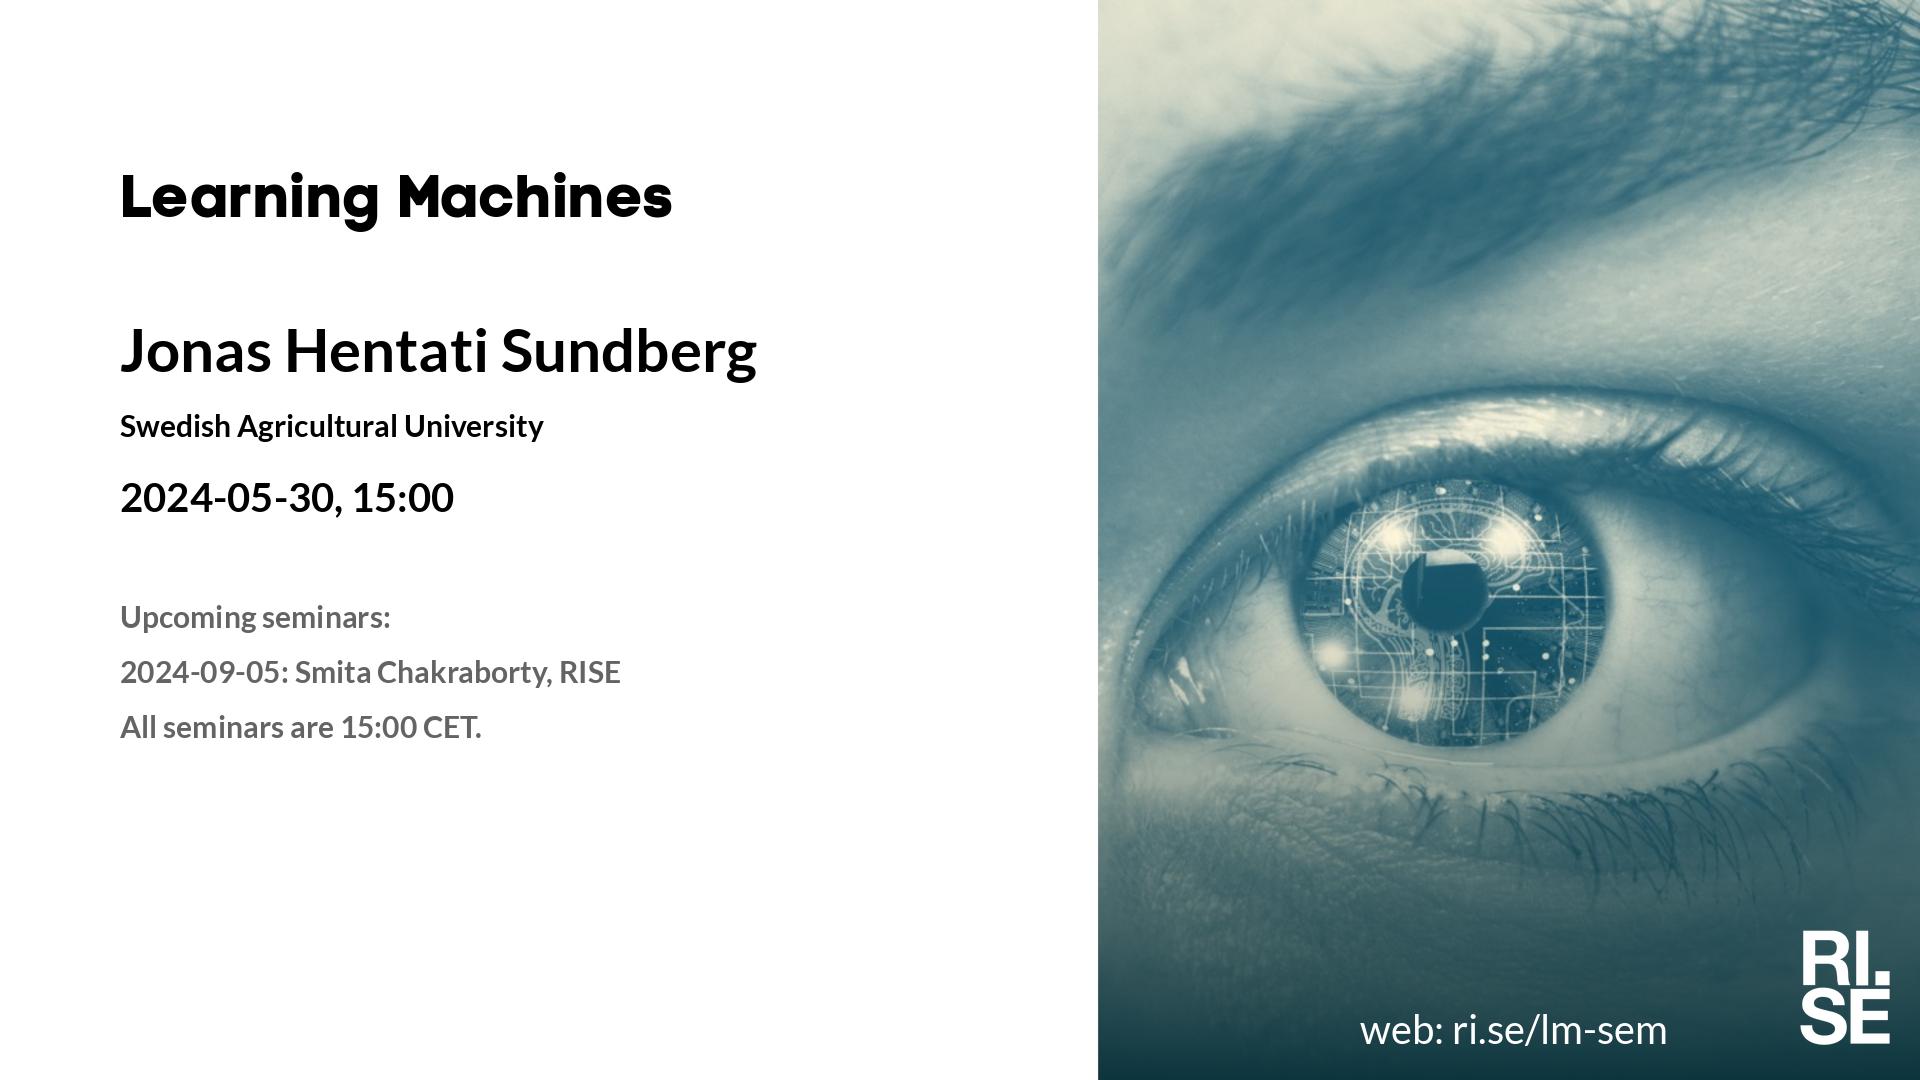 Learning Machines
Jonas Hentati Sundberg
Swedish Agricultural University
2024-05-30, 15:00
Upcoming seminars:
2024-09-05: Smita Chakraborty, RISE
All seminars are 15:00 CET.
web: ri.se/lm-sem
RI.
SE